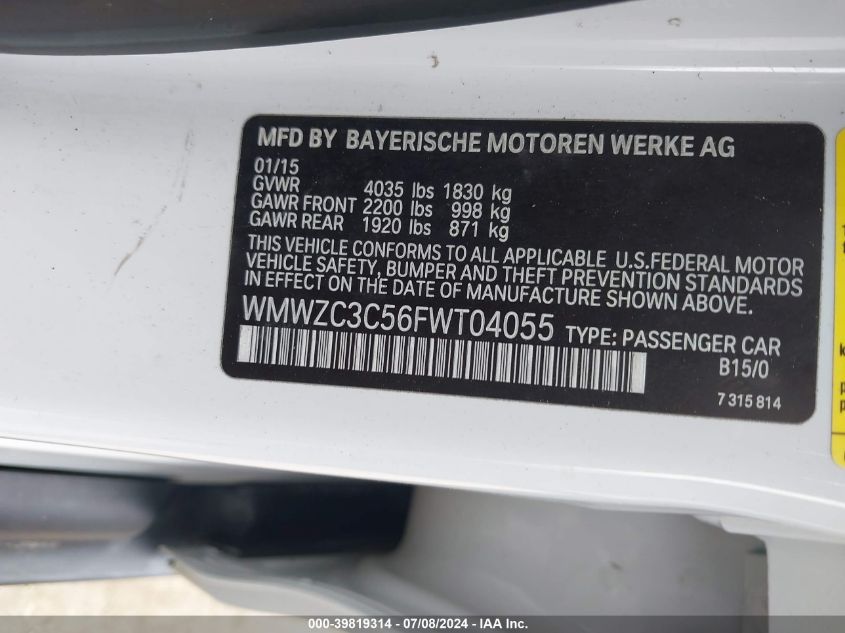 MFD BY BAYERISCHE MOTOREN WERKE AG
01/15
GVWR 4035 lbs 1830 kg
GAWR FRONT 2200 lbs 998 kg
GAWR REAR 1920 lbs 871 kg
THIS VEHICLE CONFORMS TO ALL APPLICABLE U.S.FEDERAL MOTOR
VEHICLE SAFETY, BUMPER AND THEFT PREVENTION STANDARDS
IN EFFECT ON THE DATE OF MANUFACTURE SHOWN ABOVE.
WMWZC3C56FWT04055 TYPE: PASSENGER CAR
B15/0
7 315 814
000-39819314 - 07/08/2024 - IAA Inc.